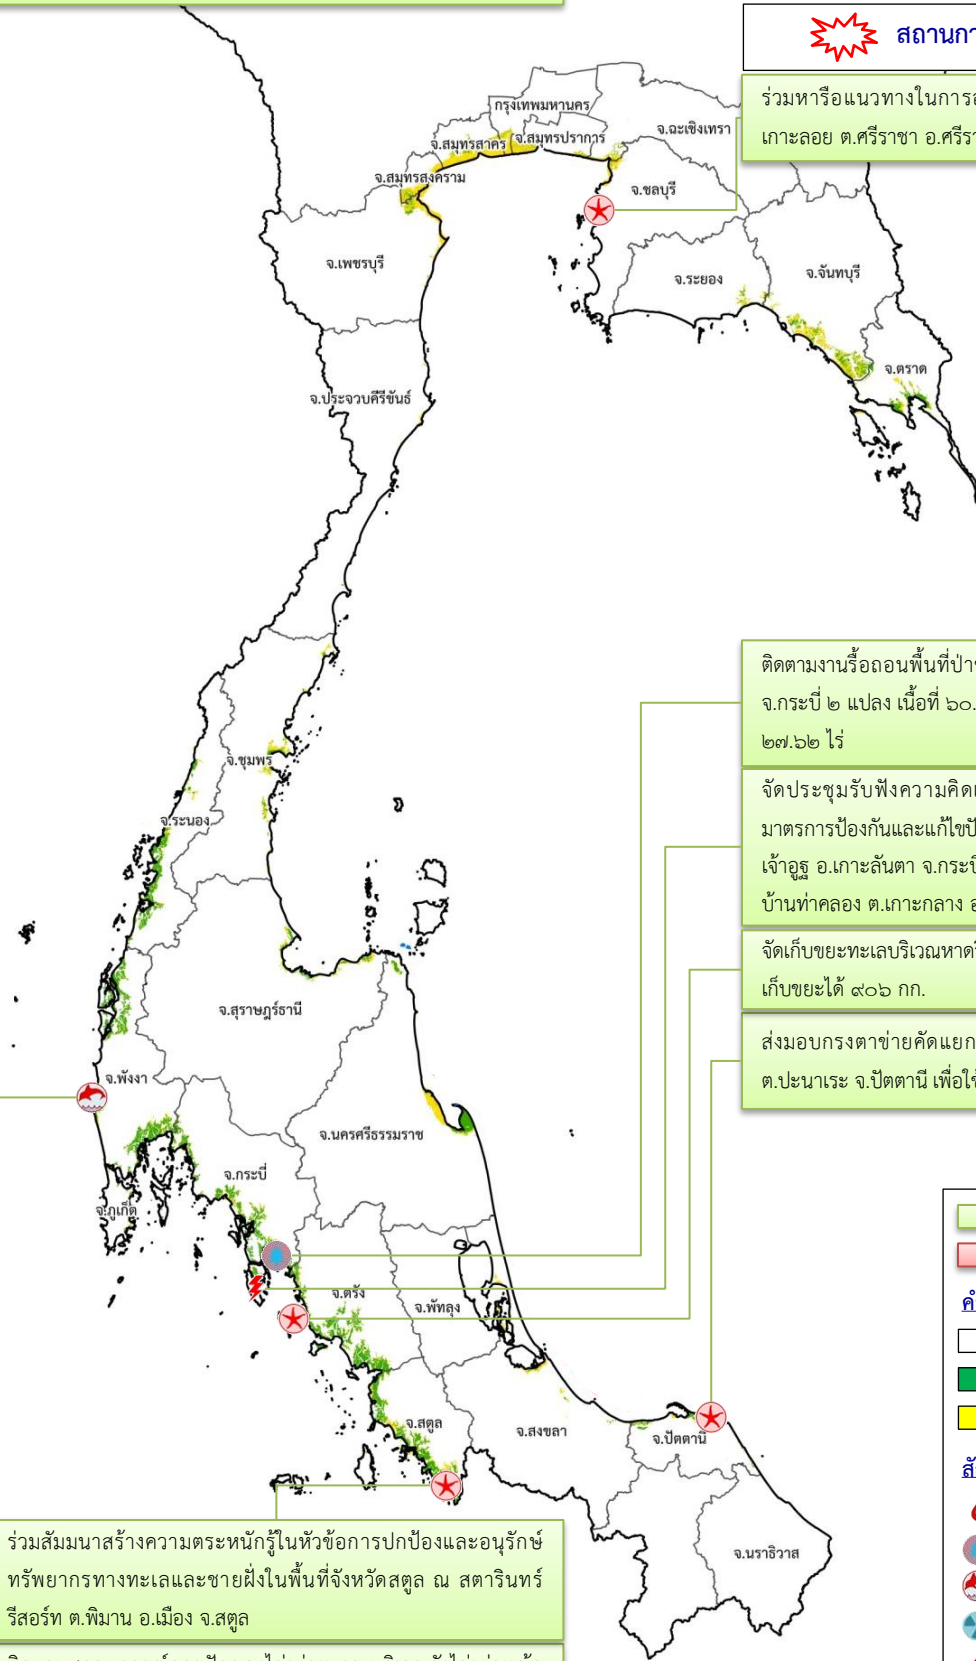 สถานกา
ร่วมหารือแนวทางในการ
เกาะลอย ต.ศรีราชา อ.ศรีรา
กรุงเทพมหานคร
จ.สมุทรสาคร
จ.สมุทรปราการ
จ.ฉะเชิงเทรา
จ.สมุทรสงคราม
จ.ชลบุรี
จ.เพชรบุรี
จ.ระยอง
จ.จันทบุรี
จ.ตราด
จ.ประจวบคีรีขันธ์
ติดตามงานรื้อถอนพื้นที่ป่า
จ.กระบี่ ๒ แปลง เนื้อที่ ๖๐.
๒๗.๖๒ ไร่
จ.ชุมพร
จ.ระนอง
จัดประชุมรับฟังความคิด
มาตรการป้องกันและแก้ไขปั
เจ้าอูฐ อ.เกาะลันตา จ.กระบี่
บ้านท่าคลอง ต.เกาะกลาง อ
จัดเก็บขยะทะเลบริเวณหาด
เก็บขยะได้ ๙๐๖ กก.
จ.สุราษฎร์ธานี
ส่งมอบกรงตาข่ายคัดแยก
ต.ปะนาเระ จ.ปัตตานี เพื่อใช้
จ.พังงา
จ.นครศรีธรรมราช
จ.กระบี่
จ.ภูเก็ต
จ.ตรัง
จ.พัทลุง
จ.สตูล
จ.สงขลา
จ.ปัตตานี
จ.นราธิวาส
ร่วมสัมมนาสร้างความตระหนักรู้ในหัวข้อการปกป้องและอนุรักษ์
ทรัพยากรทางทะเลและชายฝั่งในพื้นที่จังหวัดสตูล ณ สตารินทร์
รีสอร์ท ต.พิมาน อ.เมือง จ.สตูล